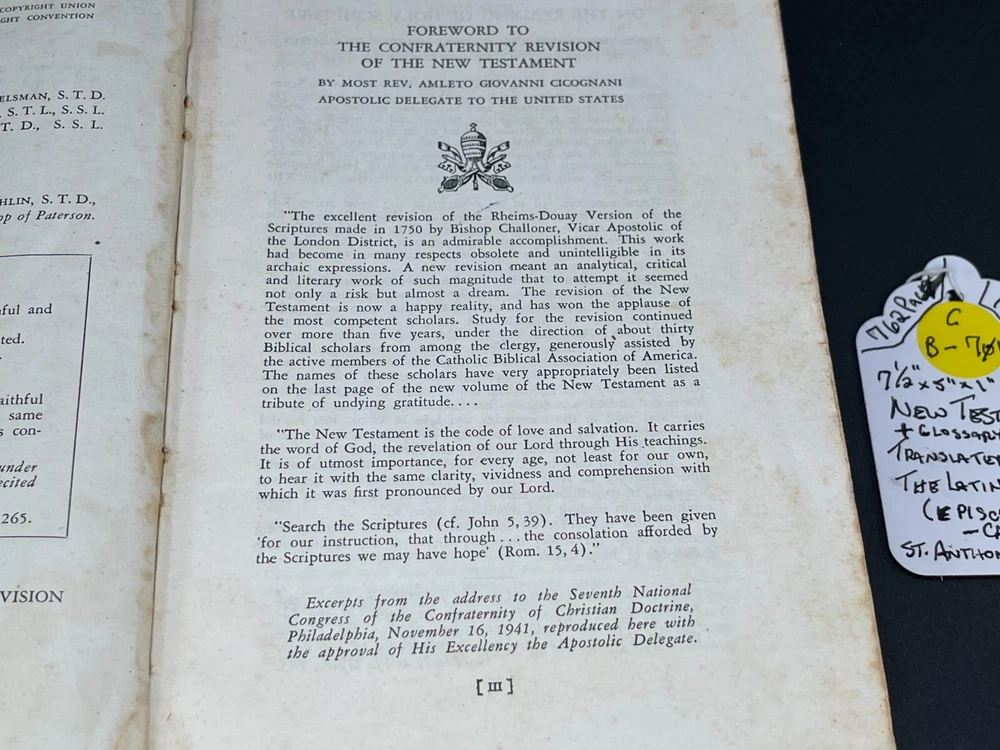 COPYRIGHT UNION
GHT CONVENTION
ELSMAN, S. T. D.
, S. T. L., S. S. L.
T. D., S. S. L.
HLIN, S. T. D.,
op of Paterson.
ful and
ted.
aithful
same
s con-
under
ecited
265.
VISION
FOREWORD TO
THE CONFRATERNITY REVISION
OF THE NEW TESTAMENT
BY MOST REV. AMLETO GIOVANNI CICOGNANI
APOSTOLIC DELEGATE TO THE UNITED STATES
"The excellent revision of the Rheims-Douay Version of the
Scriptures made in 1750 by Bishop Challoner, Vicar Apostolic of
the London District, is an admirable accomplishment. This work
had become in many respects obsolete and unintelligible in its
archaic expressions. A new revision meant an analytical, critical
and literary work of such magnitude that to attempt it seemed
not only a risk but almost a dream. The revision of the New
Testament is now a happy reality, and has won the applause of
the most competent scholars. Study for the revision continued
over more than five years, under the direction of about thirty
Biblical scholars from among the clergy, generously assisted by
the active members of the Catholic Biblical Association of America.
The names of these scholars have very appropriately been listed
on the last page of the new volume of the New Testament as a
tribute of undying gratitude. . . .
"The New Testament is the code of love and salvation. It carries
the word of God, the revelation of our Lord through His teachings.
It is of utmost importance, for every age, not least for our own,
to hear it with the same clarity, vividness and comprehension with
which it was first pronounced by our Lord.
"Search the Scriptures (cf. John 5, 39). They have been given
'for our instruction, that through . . . the consolation afforded by
the Scriptures we may have hope' (Rom. 15, 4)."
Excerpts from the address to the Seventh National
Congress of the Confraternity of Christian Doctrine,
Philadelphia, November 16, 1941, reproduced here with
the approval of His Excellency the Apostolic Delegate.
[ III ]
762 PAGES
C
B-70
7½" x 5" x 1"
NEW TEST
+ GLOSSARY
TRANSLATED
THE LATIN
(EPISCO
- CA
ST. ANTHON